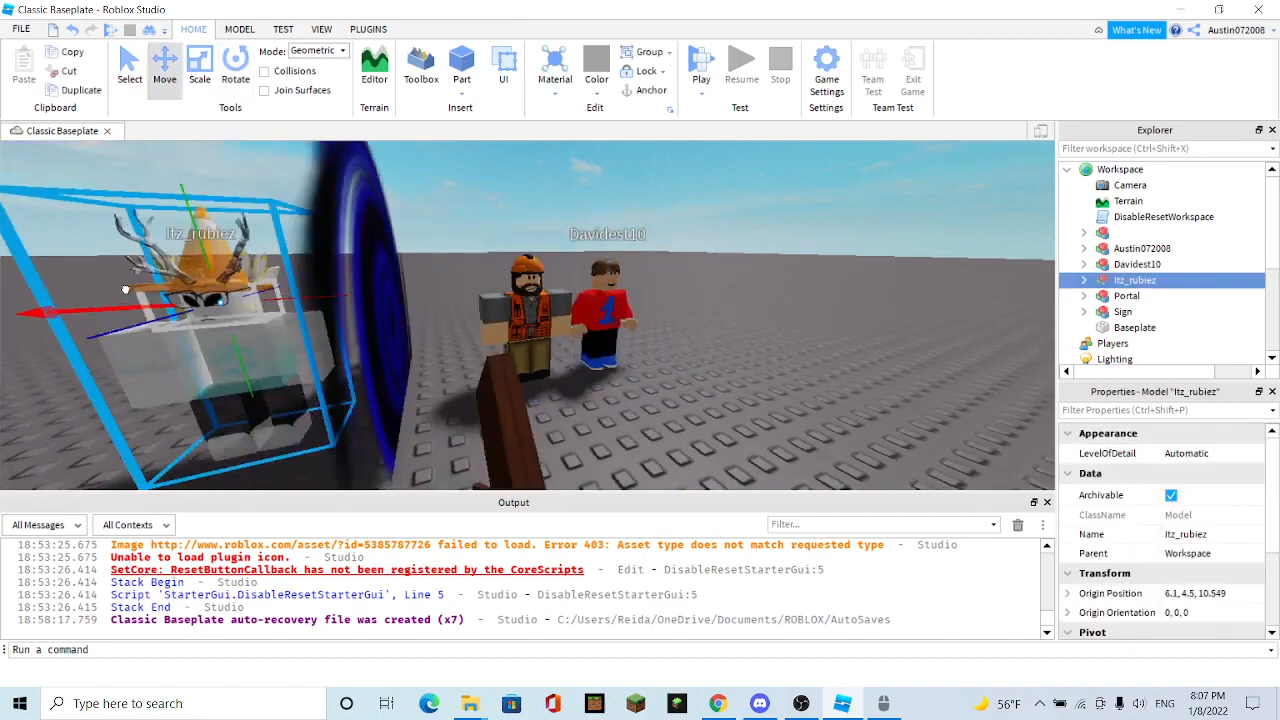 Classic Baseplate - Roblox Studio
FILE HOME MODEL TEST VIEW PLUGINS What's New Austin072008
Paste Copy Cut Duplicate Clipboard
Select Move Scale Rotate Mode: Geometric Collisions Join Surfaces Tools
Editor Terrain
Toolbox Part UI Insert
Material Color Group Lock Anchor Edit
Play Resume Stop Test
Game Settings Settings
Team Test Exit Game Team Test
Classic Baseplate
Itz_rubiez
Davidest10
1
Explorer
Filter workspace (Ctrl+Shift+X)
Workspace
Camera
Terrain
DisableResetWorkspace
Austin072008
Davidest10
Itz_rubiez
Portal
Sign
Baseplate
Players
Lighting
Properties - Model "Itz_rubiez"
Filter Properties (Ctrl+Shift+P)
Appearance
LevelOfDetail Automatic
Data
Archivable
ClassName Model
Name Itz_rubiez
Parent Workspace
Transform
Origin Position 6.1, 4.5, 10.549
Origin Orientation 0, 0, 0
Pivot
Output
All Messages All Contexts Filter...
18:53:25.675 Image http://www.roblox.com/asset/?id=5385787726 failed to load. Error 403: Asset type does not match requested type - Studio
18:53:25.675 Unable to load plugin icon. - Studio
18:53:26.414 SetCore: ResetButtonCallback has not been registered by the CoreScripts - Edit - DisableResetStarterGui:5
18:53:26.414 Stack Begin - Studio
18:53:26.414 Script 'StarterGui.DisableResetStarterGui', Line 5 - Studio - DisableResetStarterGui:5
18:53:26.414 Stack End - Studio
18:58:17.759 Classic Baseplate auto-recovery file was created (x7) - Studio - C:/Users/Reida/OneDrive/Documents/ROBLOX/AutoSaves
Run a command
Type here to search
56°F ENG 8:07 PM 1/8/2022